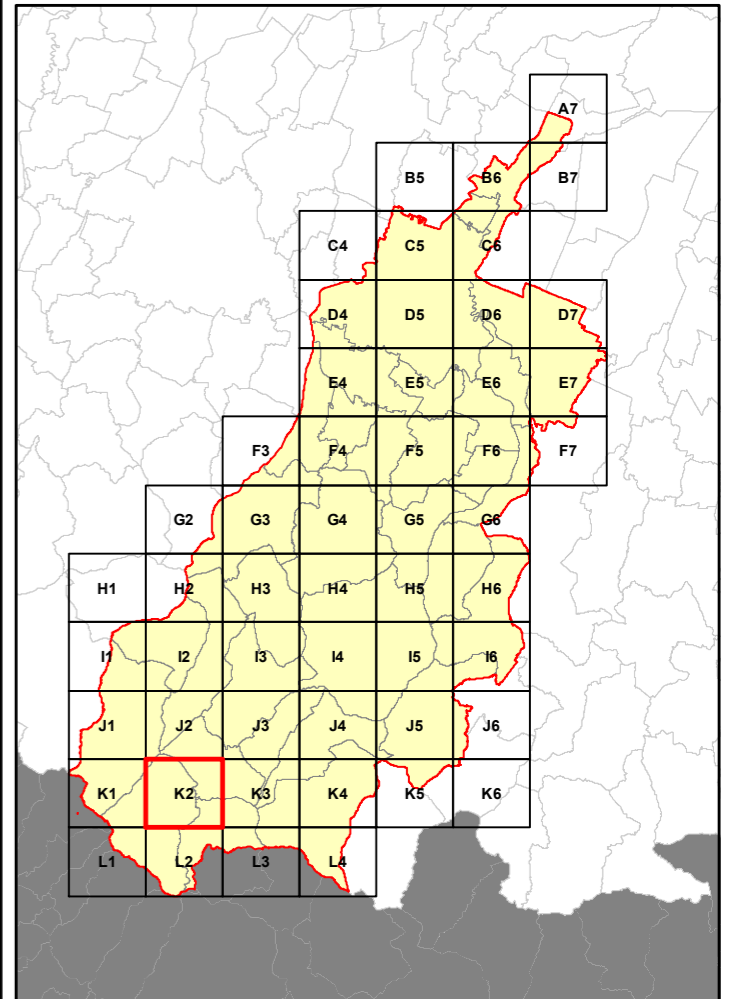 A7
B5 B6 B7
C4 C5 C6
D4 D5 D6 D7
E4 E5 E6 E7
F3 F4 F5 F6 F7
G2 G3 G4 G5 G6
H1 H2 H3 H4 H5 H6
I1 I2 I3 I4 I5 I6
J1 J2 J3 J4 J5 J6
K1 K2 K3 K4 K5 K6
L1 L2 L3 L4